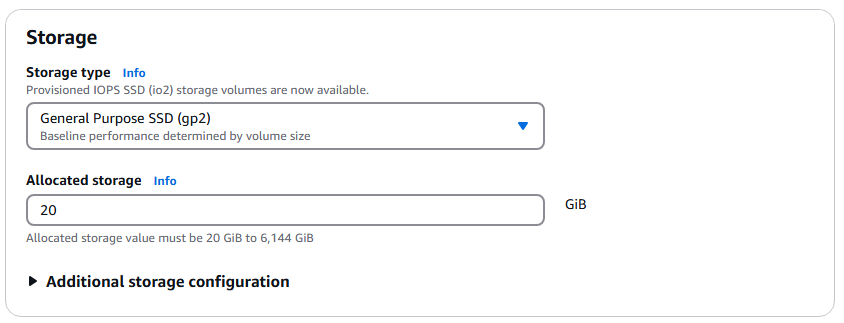 Storage
Storage type Info
Provisioned IOPS SSD (io2) storage volumes are now available.
General Purpose SSD (gp2)
Baseline performance determined by volume size
Allocated storage Info
20 GiB
Allocated storage value must be 20 GiB to 6,144 GiB
Additional storage configuration